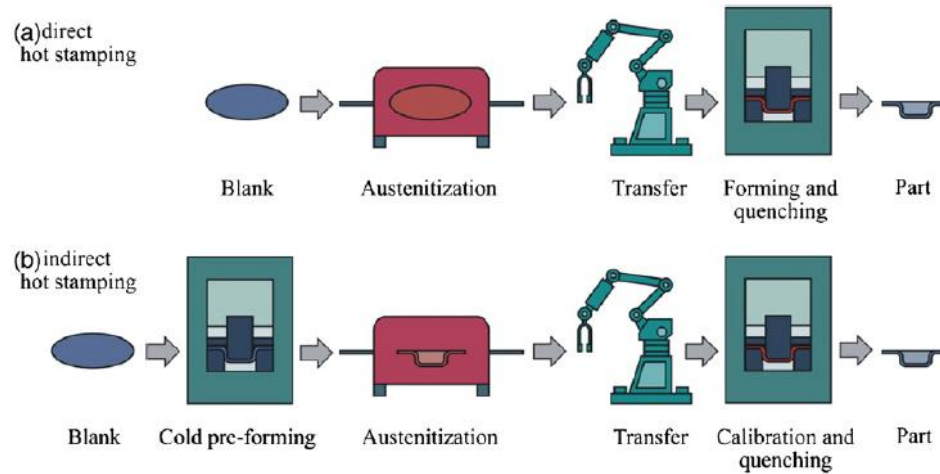 (a)direct
hot stamping
Blank
Austenitization
Transfer
Forming and
quenching
Part
(b)indirect
hot stamping
Blank
Cold pre-forming
Austenitization
Transfer
Calibration and
quenching
Part